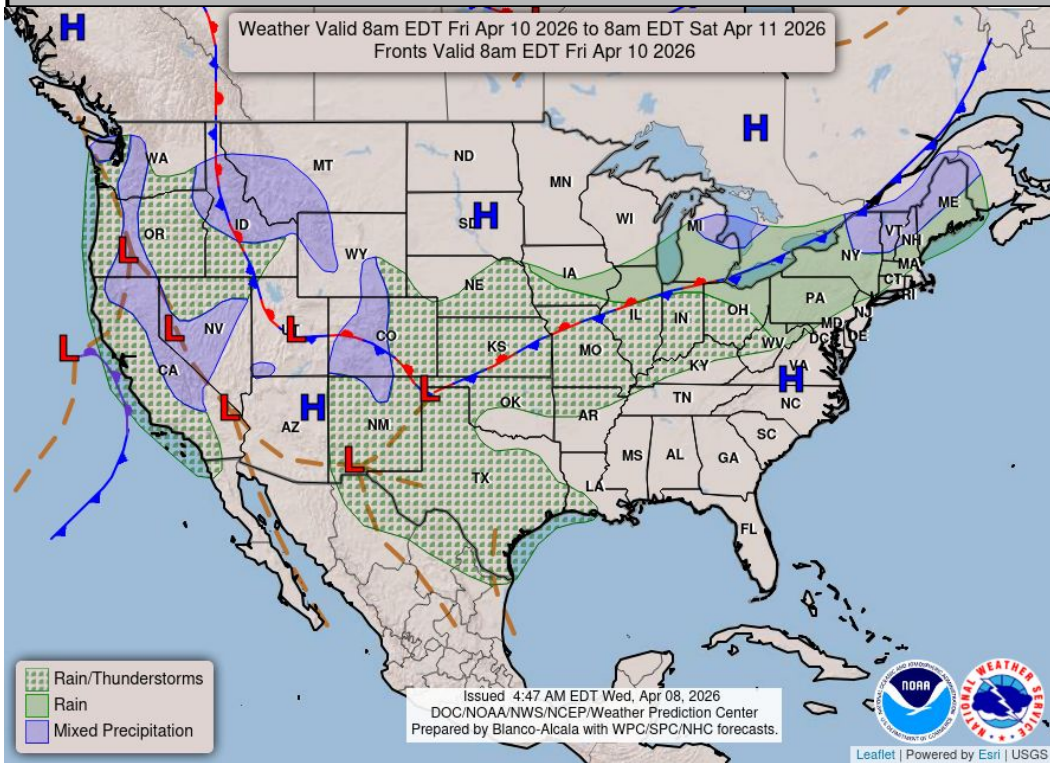 Weather Valid 8am EDT Fri Apr 10 2026 to 8am EDT Sat Apr 11 2026
Fronts Valid 8am EDT Fri Apr 10 2026
H
H
WA
MT
ND
MN
SD
H
WI
MI
ME
VT
NH
OR
ID
WY
IA
NY
MA
CT
RI
L
NE
PA
NJ
L
NV
UT
L
CO
KS
MO
IL
IN
OH
WV
MD
DC
DE
VA
H
L
CA
KY
L
L
H
AZ
NM
OK
AR
TN
NC
SC
L
TX
LA
MS
AL
GA
FL
Rain/Thunderstorms
Rain
Mixed Precipitation
Issued 4:47 AM EDT Wed, Apr 08, 2026
DOC/NOAA/NWS/NCEP/Weather Prediction Center
Prepared by Blanco-Alcala with WPC/SPC/NHC forecasts.
NOAA
NATIONAL WEATHER SERVICE
Leaflet | Powered by Esri | USGS